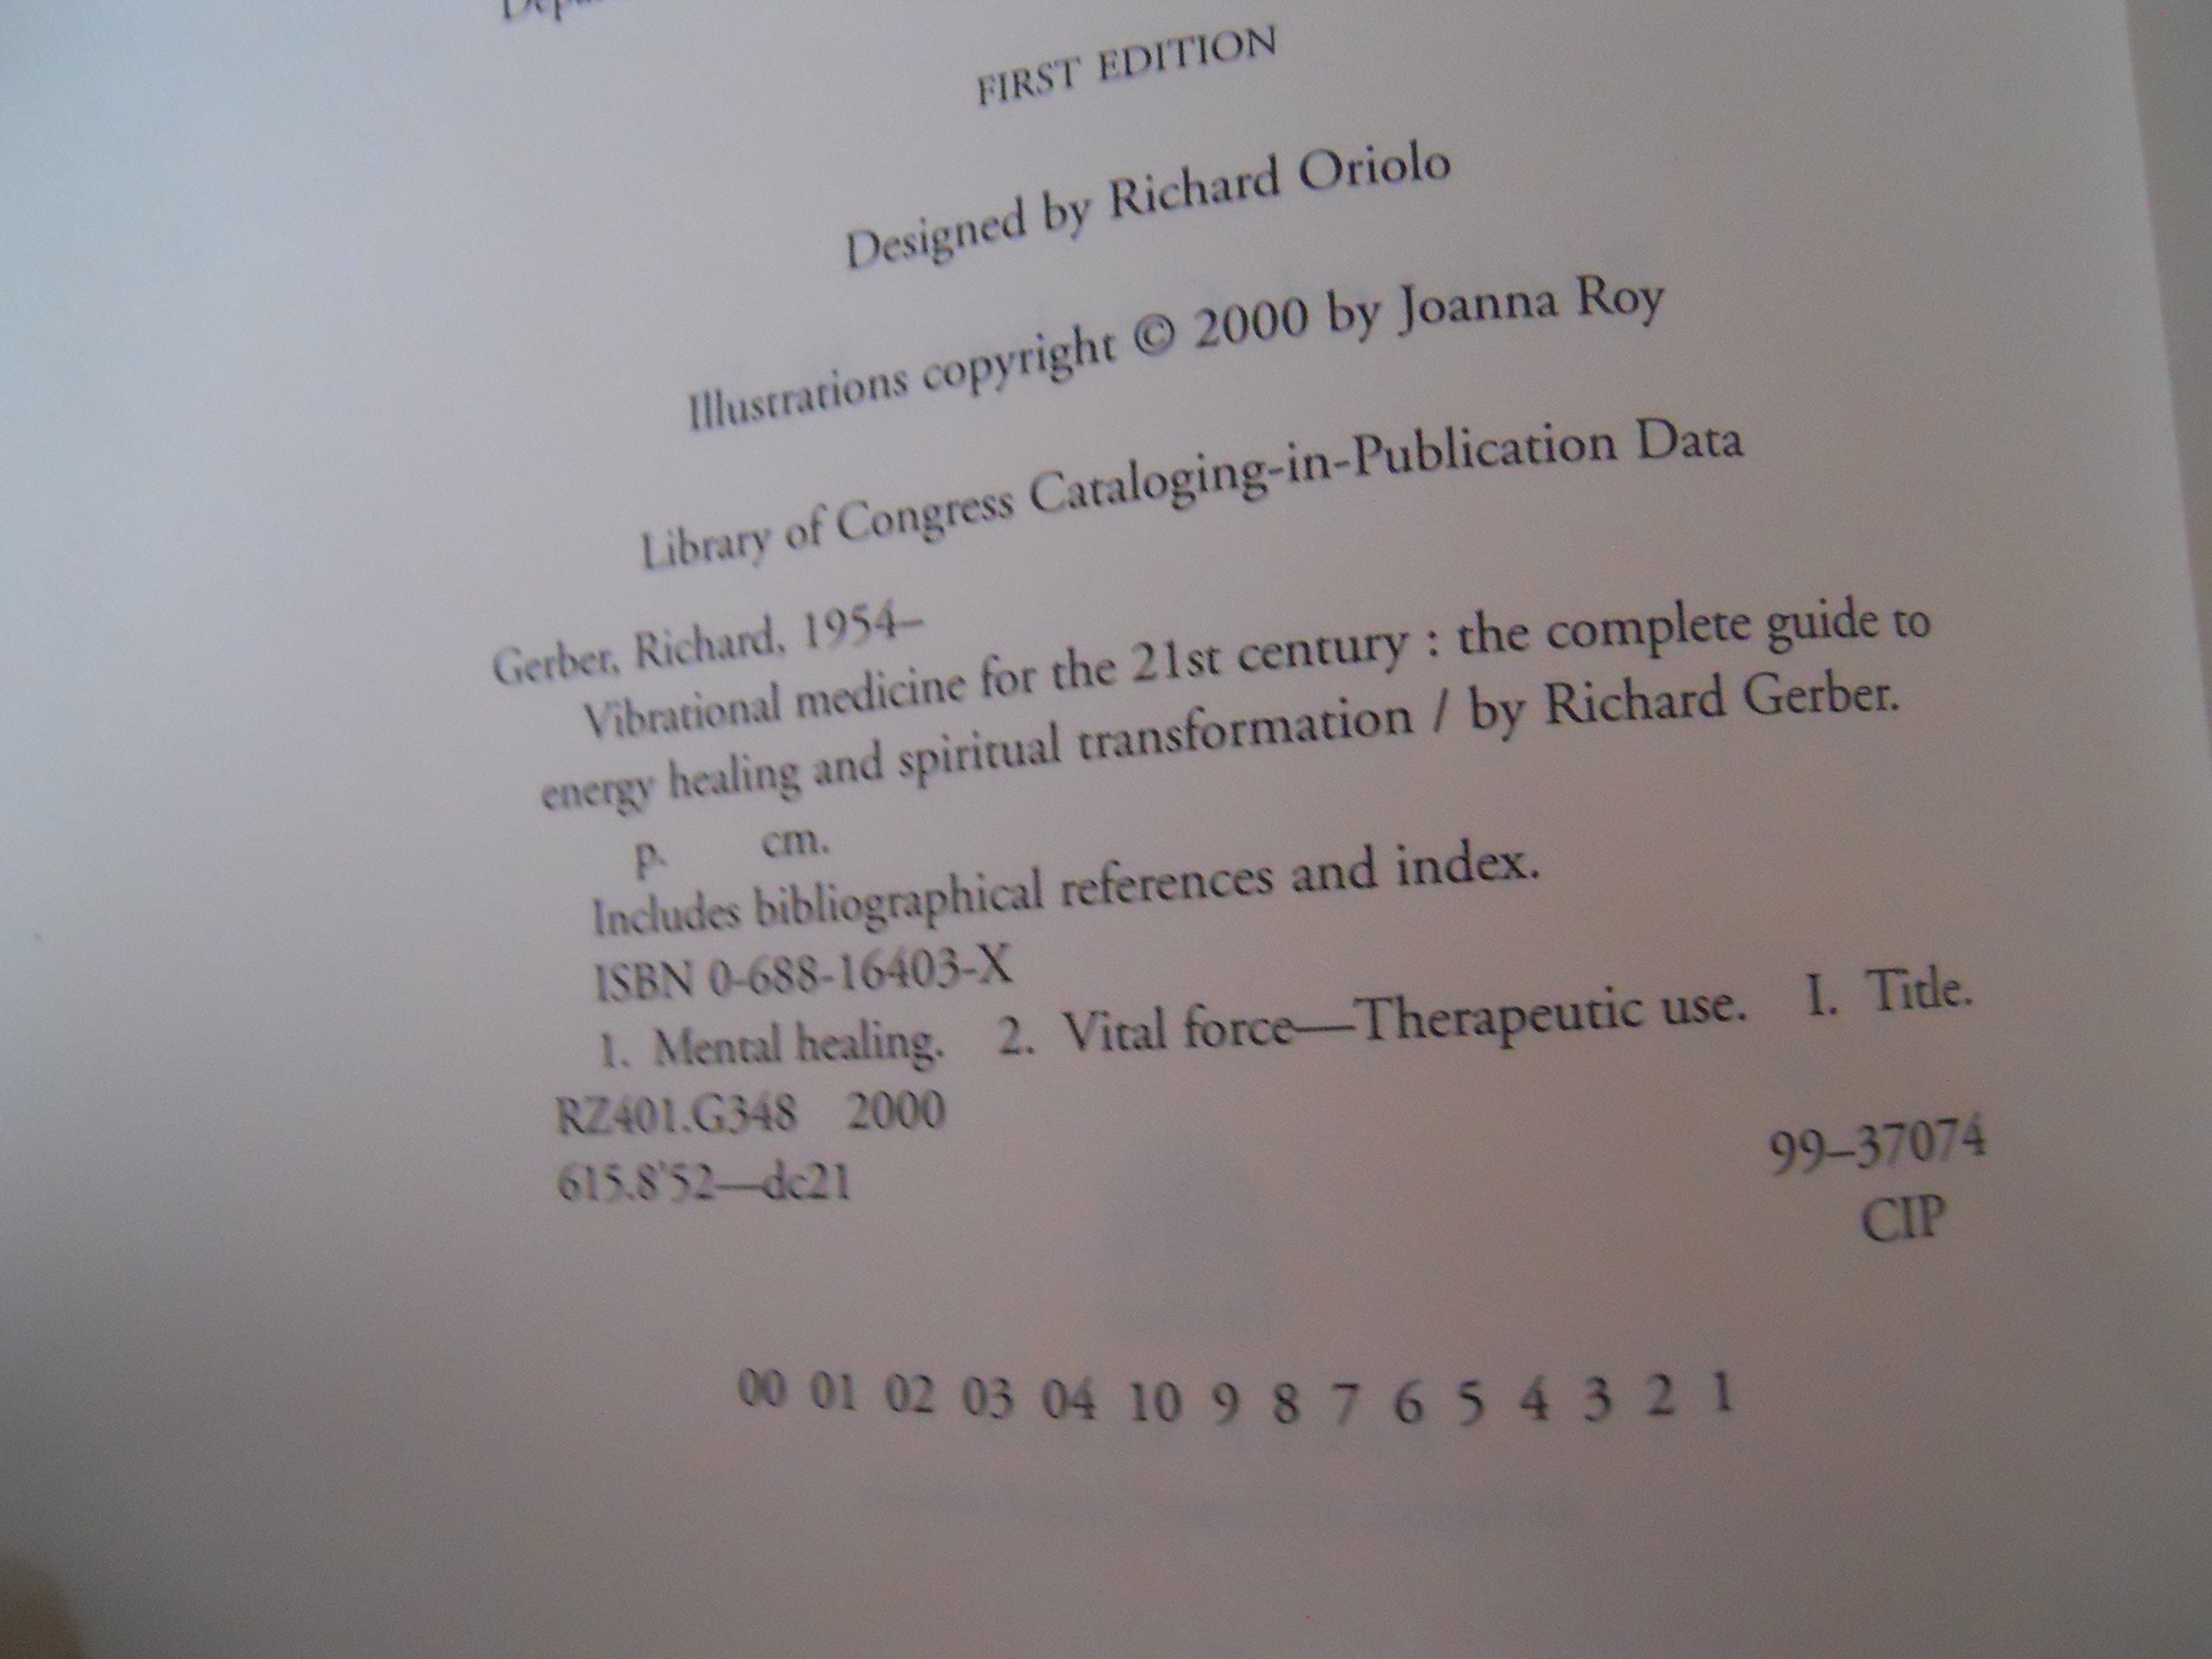 FIRST EDITION
Designed by Richard Oriolo
Illustrations copyright © 2000 by Joanna Roy
Library of Congress Cataloging-in-Publication Data
Gerber, Richard, 1954–
Vibrational medicine for the 21st century : the complete guide to
energy healing and spiritual transformation / by Richard Gerber.
p. cm.
Includes bibliographical references and index.
ISBN 0-688-16403-X
1. Mental healing. 2. Vital force—Therapeutic use. I. Title.
RZ401.G348 2000
615.8'52—dc21
99–37074
CIP
00 01 02 03 04 10 9 8 7 6 5 4 3 2 1